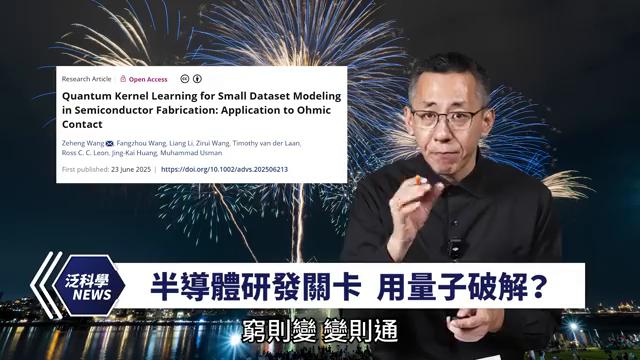 Research Article
Open Access
Quantum Kernel Learning for Small Dataset Modeling
in Semiconductor Fabrication: Application to Ohmic
Contact
Zeheng Wang, Fangzhou Wang, Liang Li, Zirui Wang, Timothy van der Laan,
Ross C. C. Leon, Jing-Kai Huang, Muhammad Usman
First published: 23 June 2025 | https://doi.org/10.1002/advs.202506213
泛科學
NEWS
半導體研發關卡 用量子破解?
窮則變 變則通